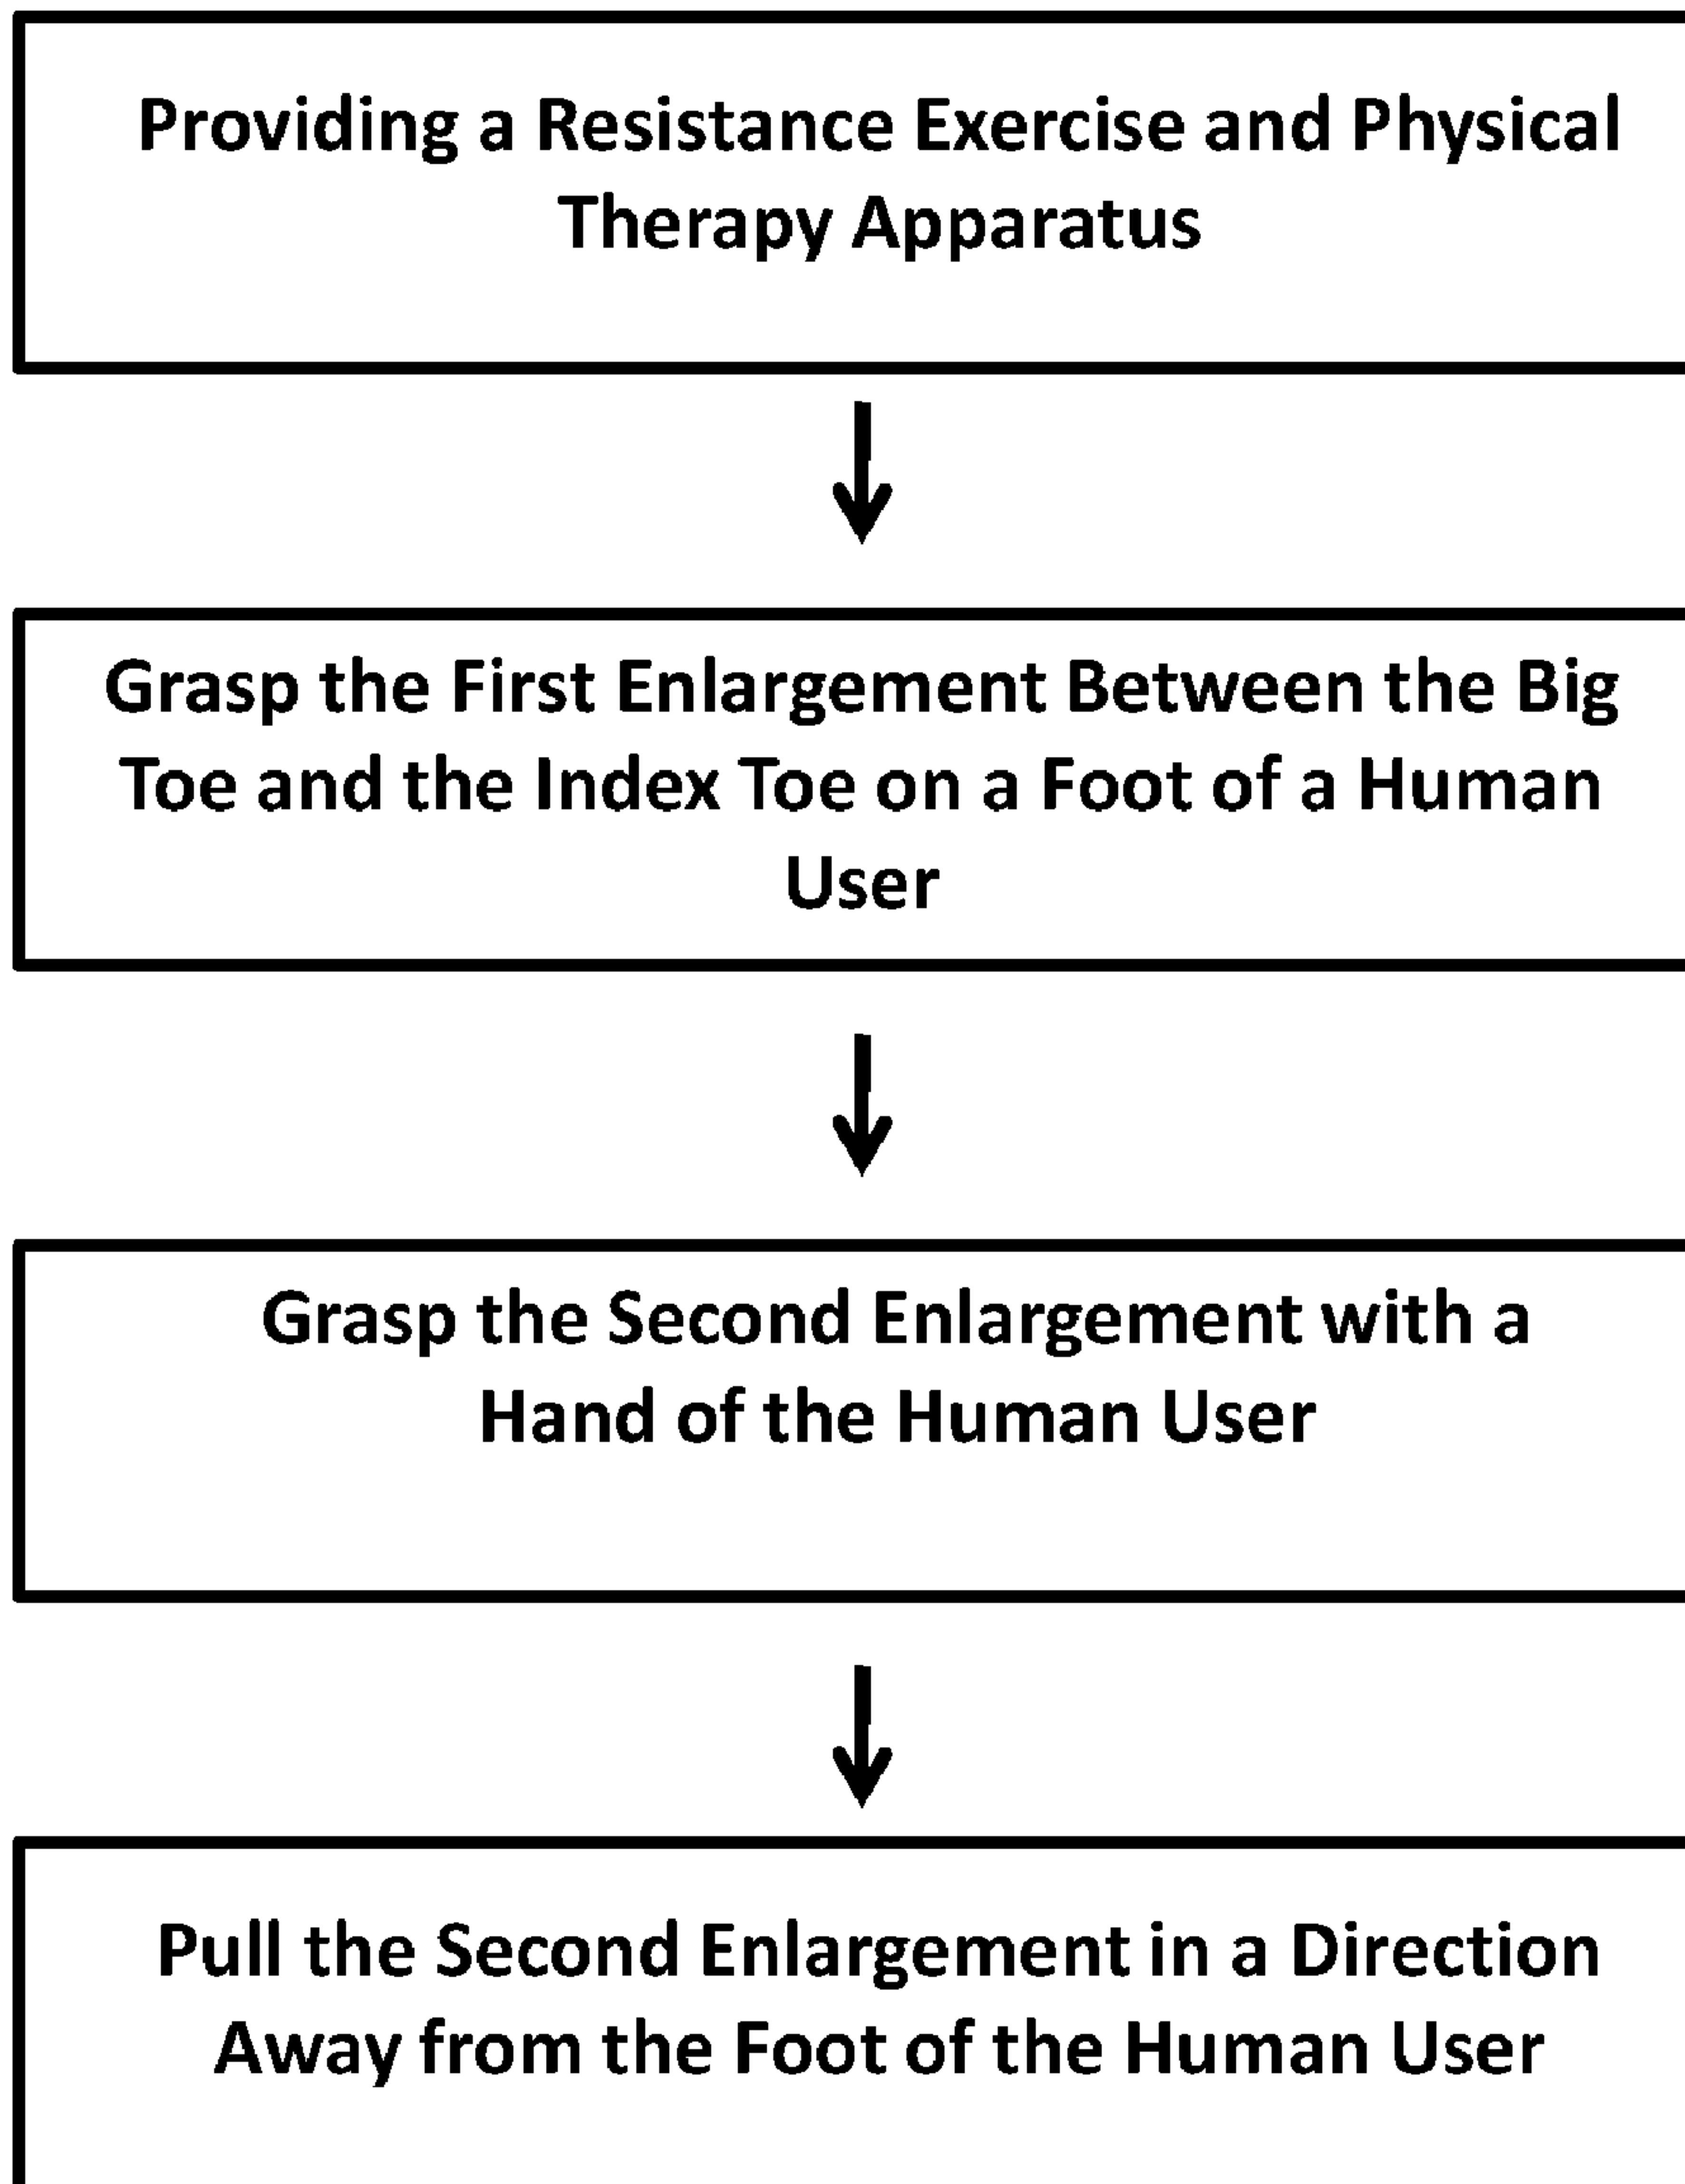 Providing a Resistance Exercise and Physical
Therapy Apparatus
Grasp the First Enlargement Between the Big
Toe and the Index Toe on a Foot of a Human
User
Grasp the Second Enlargement with a
Hand of the Human User
Pull the Second Enlargement in a Direction
Away from the Foot of the Human User